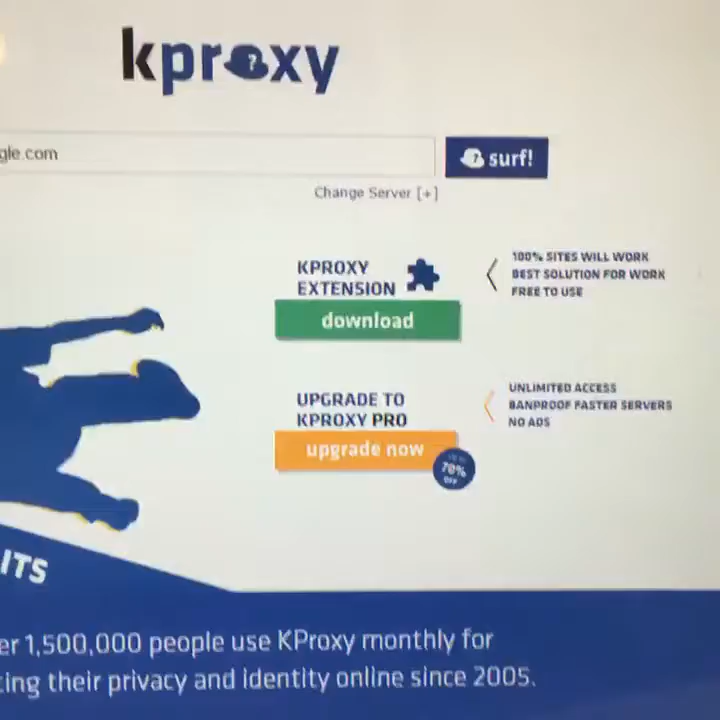 kproxy
gle.com
surf!
Change Server [+]
KPROXY
EXTENSION
download
100% SITES WILL WORK
BEST SOLUTION FOR WORK
FREE TO USE
UPGRADE TO
KPROXY PRO
upgrade now
70%
OFF
UNLIMITED ACCESS
BANPROOF FASTER SERVERS
NO ADS
ITS
er 1,500,000 people use KProxy monthly for
ting their privacy and identity online since 2005.